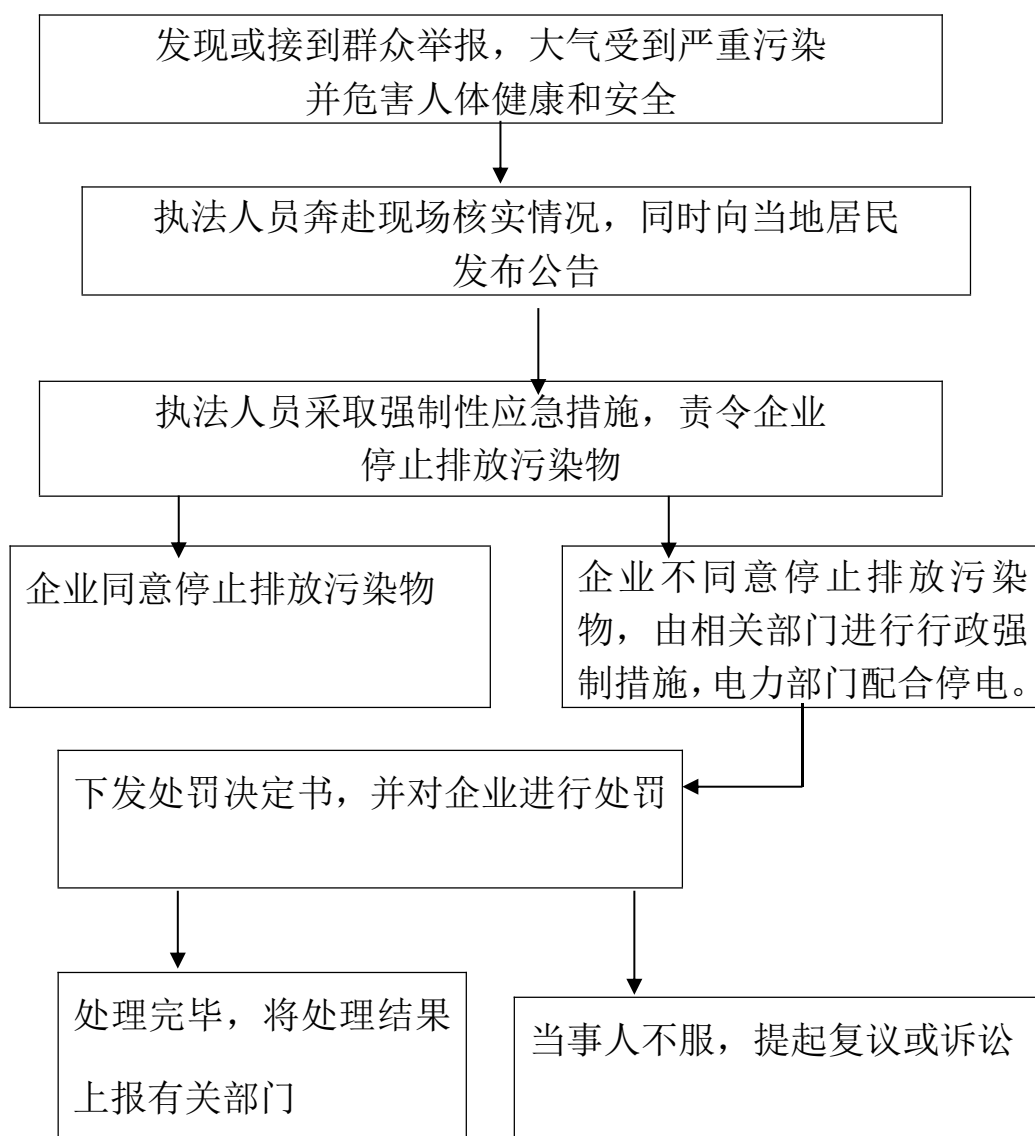 发现或接到群众举报，大气受到严重污染
并危害人体健康和安全
执法人员奔赴现场核实情况，同时向当地居民
发布公告
执法人员采取强制性应急措施，责令企业
停止排放污染物
企业同意停止排放污染物
企业不同意停止排放污染
物，由相关部门进行行政强
制措施，电力部门配合停电。
下发处罚决定书，并对企业进行处罚
处理完毕，将处理结果
上报有关部门
当事人不服，提起复议或诉讼